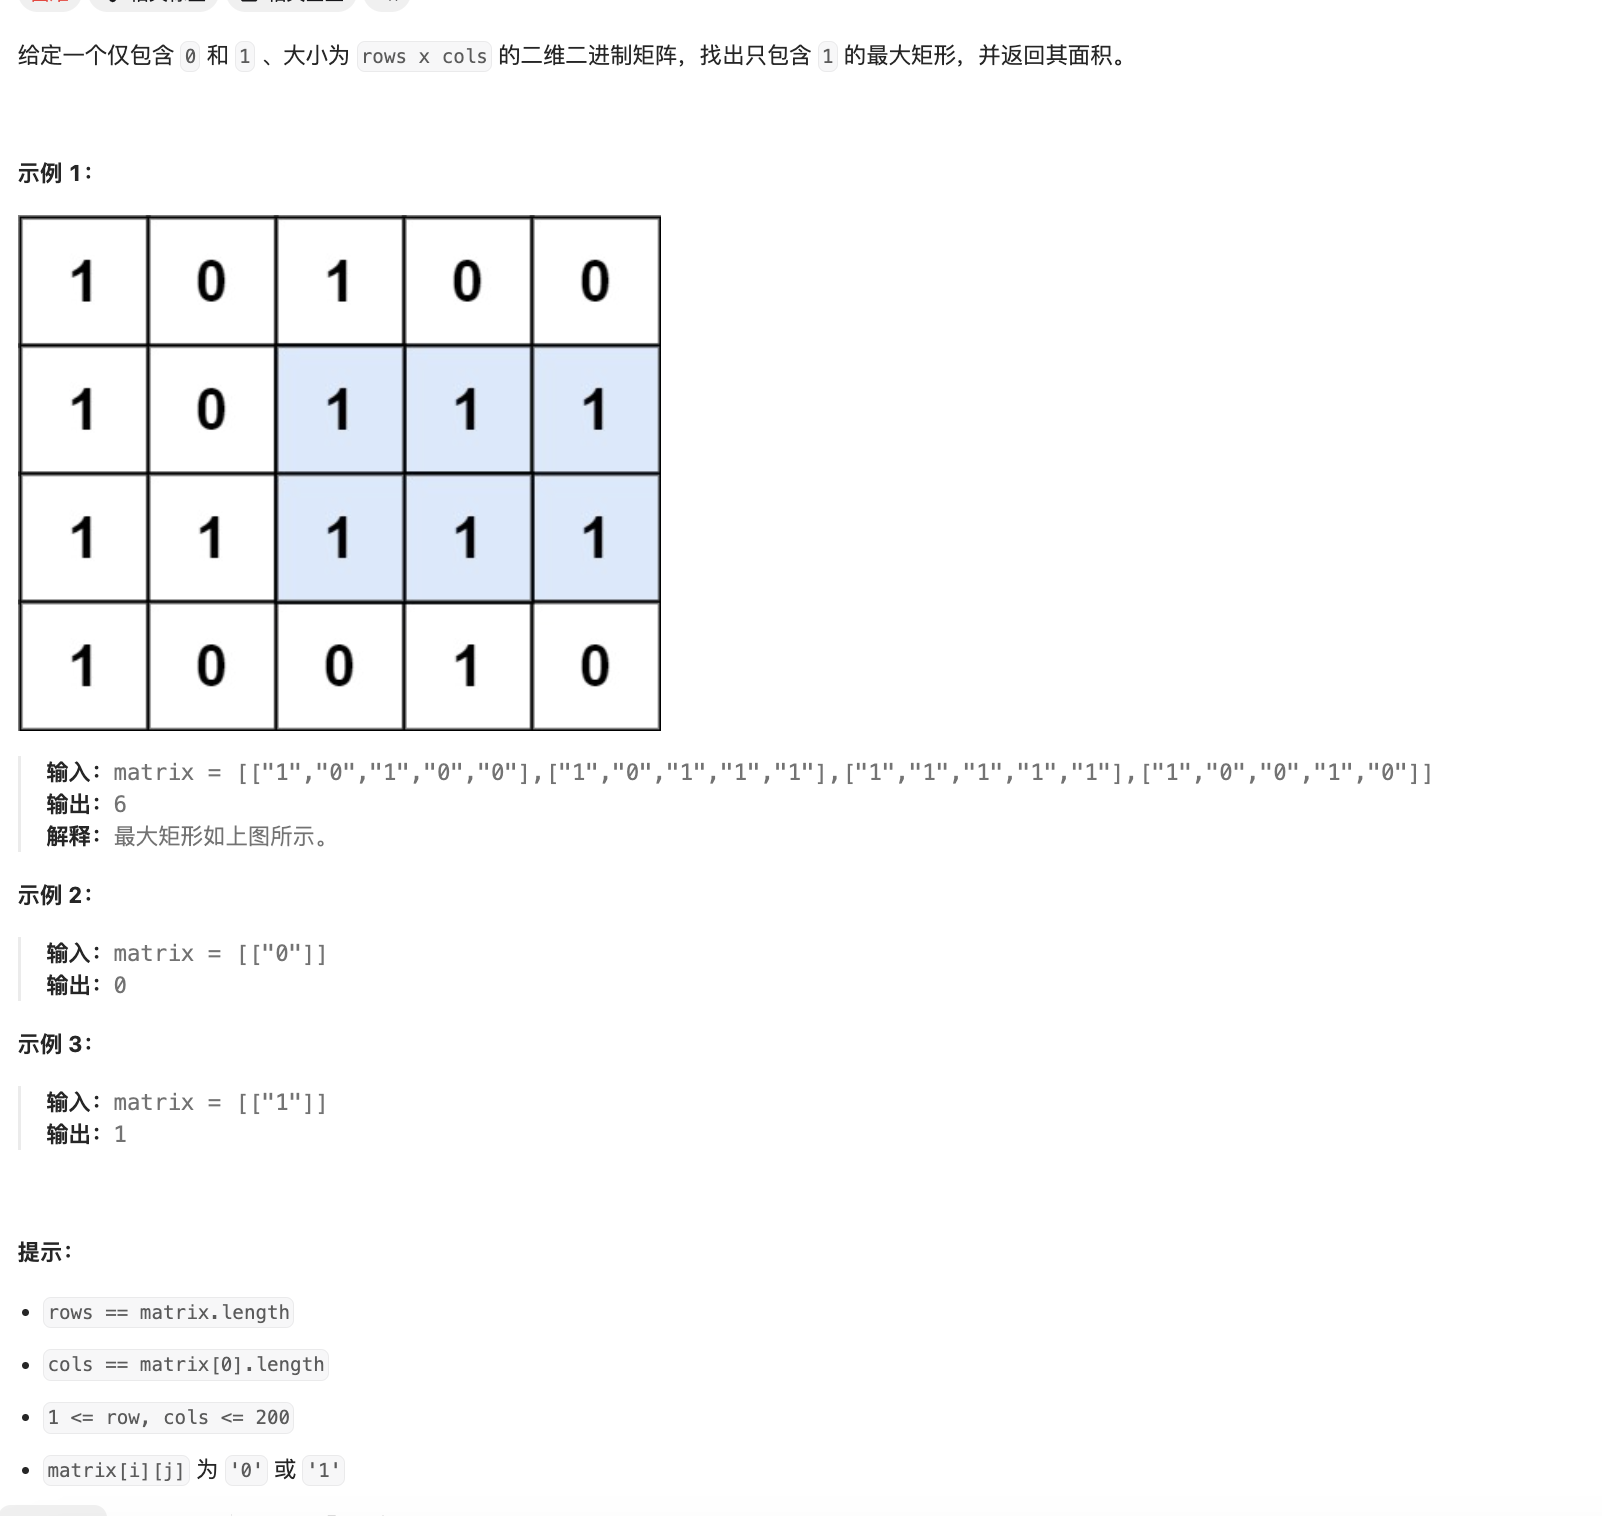 给定一个仅包含 0 和 1 、大小为 rows x cols 的二维二进制矩阵，找出只包含 1 的最大矩形，并返回其面积。
示例 1：
1 0 1 0 0
1 0 1 1 1
1 1 1 1 1
1 0 0 1 0
输入：matrix = [["1","0","1","0","0"],["1","0","1","1","1"],["1","1","1","1","1"],["1","0","0","1","0"]]
输出：6
解释：最大矩形如上图所示。
示例 2：
输入：matrix = [["0"]]
输出：0
示例 3：
输入：matrix = [["1"]]
输出：1
提示：
rows == matrix.length
cols == matrix[0].length
1 <= row, cols <= 200
matrix[i][j] 为 '0' 或 '1'